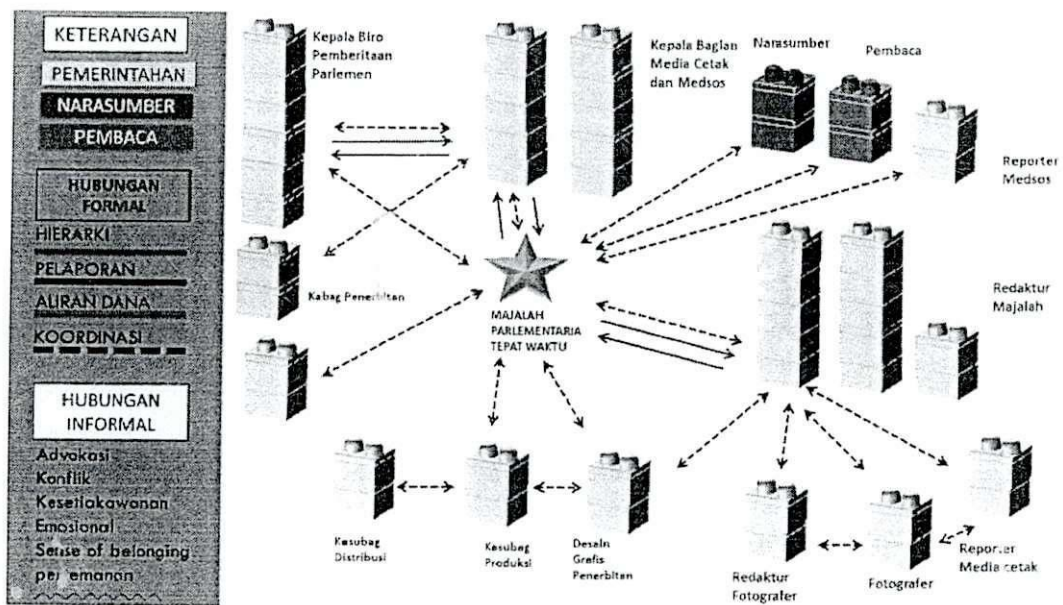 KETERANGAN
PEMERINTAHAN
NARASUMBER
PEMBACA
HUBUNGAN
FORMAL
HIERARKI
PELAPORAN
ALIRAN DANA
KOORDINASI
HUBUNGAN
INFORMAL
Advokasi
Konflik
Kesetiakawanan
Emosional
Sense of belonging
Kepala Biro
Pemberitaan
Parlemen
Kepala Bagian
Media Cetak
dan Medsos
Narasumber
Pembaca
Reporter
Medsos
Kabag Penerbitan
MAJALAH
PARLEMENTARIA
TEPAT WAKTU
Redaktur
Majalah
Kasubag
Distribusi
Kasubag
Produksi
Desain
Grafis
Penerbitan
Redaktur
Fotografer
Fotografer
Reporter
Media cetak